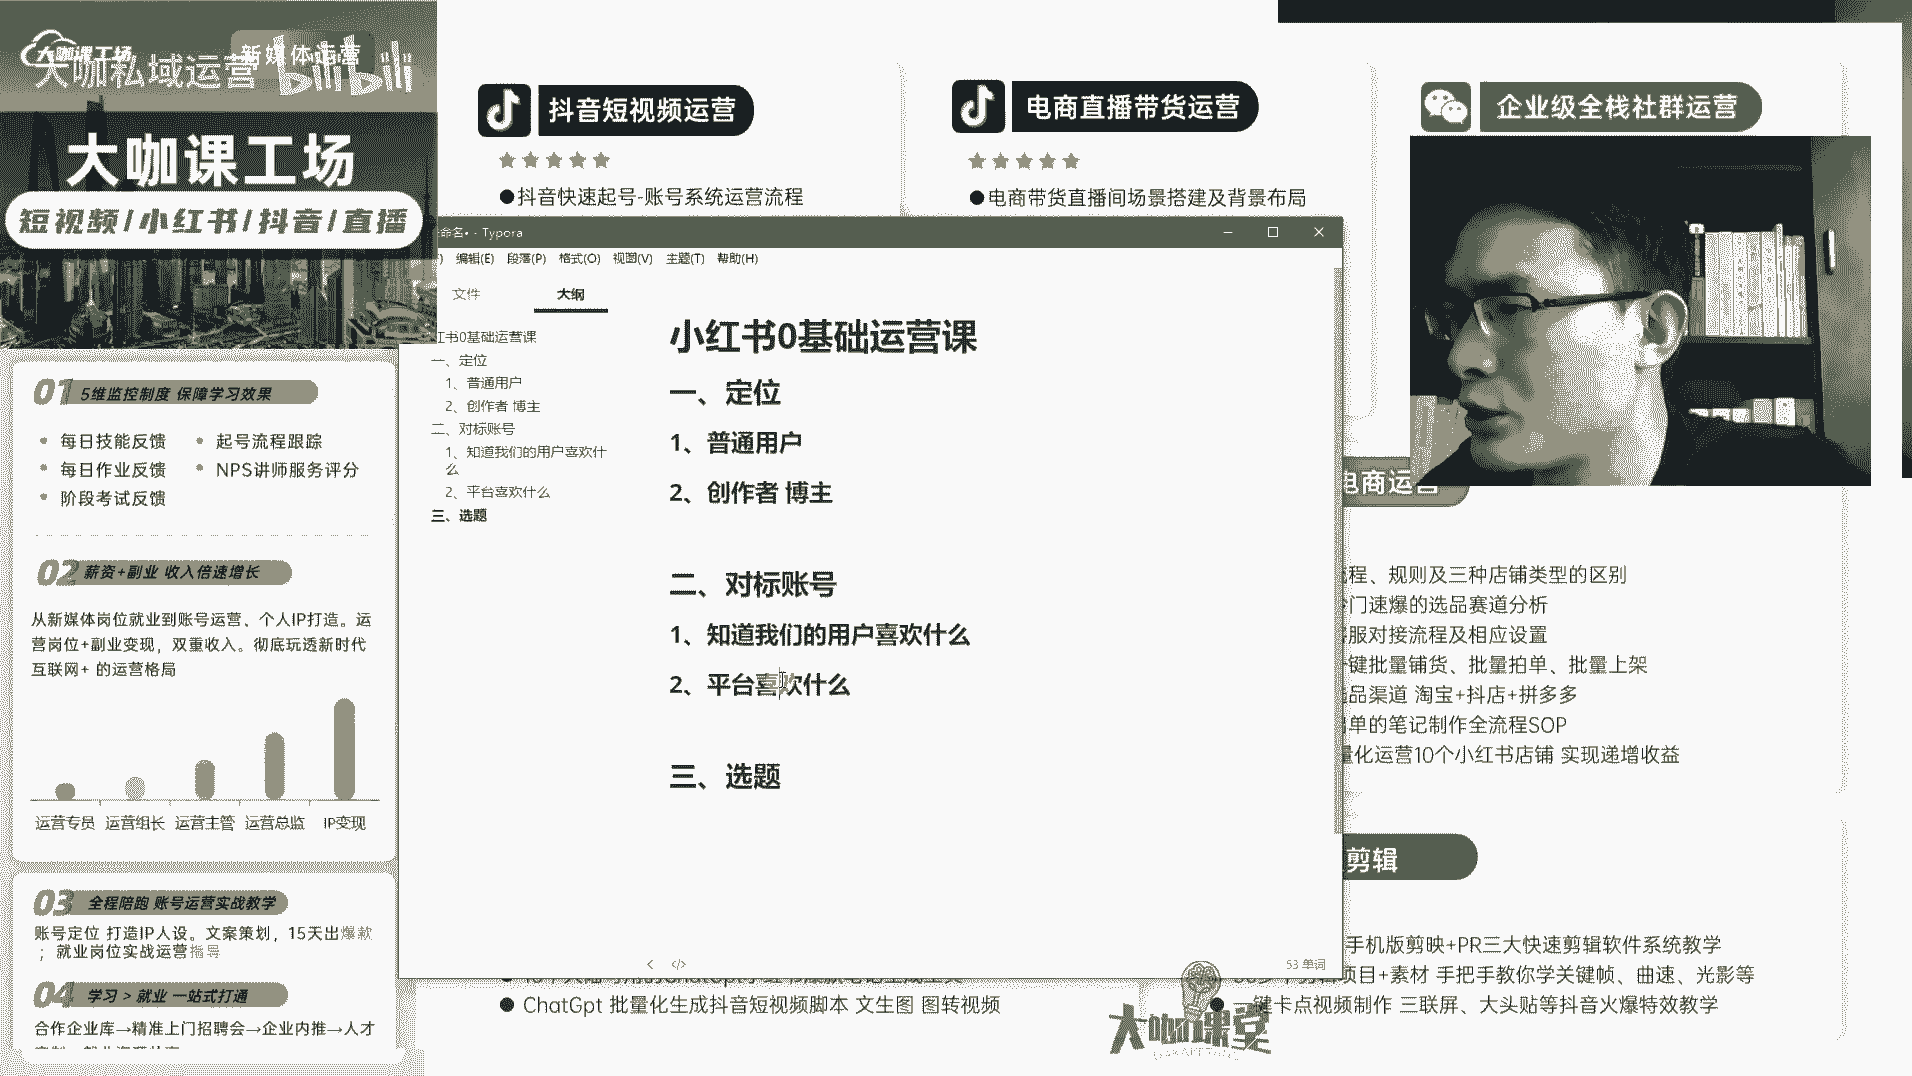 大咖课工场
新媒体运营
大咖私域运营
bilibili
大咖课工场
短视频/小红书/抖音/直播
01 5维监控制度 保障学习效果
每日技能反馈
起号流程跟踪
每日作业反馈
NPS讲师服务评分
阶段考试反馈
02 薪资+副业 收入倍速增长
从新媒体岗位就业到账号运营、个人IP打造。运
营岗位+副业变现，双重收入。彻底玩透新时代
互联网+ 的运营格局
运营专员 运营组长 运营主管 运营总监 IP变现
03 全程陪跑 账号运营实战教学
账号定位 打造IP人设。文案策划，15天出爆款
；就业岗位实战运营指导
04 学习 > 就业 一站式打通
合作企业库→精准上门招聘会→企业内推→人才
抖音短视频运营
●抖音快速起号-账号系统运营流程
电商直播带货运营
●电商带货直播间场景搭建及背景布局
企业级全栈社群运营
命名• - Typora
编辑(E) 段落(P) 格式(O) 视图(V) 主题(T) 帮助(H)
文件 大纲
红书0基础运营课
一、定位
1、普通用户
2、创作者 博主
二、对标账号
1、知道我们的用户喜欢什
么
2、平台喜欢什么
三、选题
小红书0基础运营课
一、定位
1、普通用户
2、创作者 博主
二、对标账号
1、知道我们的用户喜欢什么
2、平台喜欢什么
三、选题
53 单词
电商运营
程、规则及三种店铺类型的区别
门速爆的选品赛道分析
服对接流程及相应设置
键批量铺货、批量拍单、批量上架
品渠道 淘宝+抖店+拼多多
单的笔记制作全流程SOP
量化运营10个小红书店铺 实现递增收益
剪辑
手机版剪映+PR三大快速剪辑软件系统教学
项目+素材 手把手教你学关键帧、曲速、光影等
键卡点视频制作 三联屏、大头贴等抖音火爆特效教学
● ChatGpt 批量化生成抖音短视频脚本 文生图 图转视频
大咖课堂